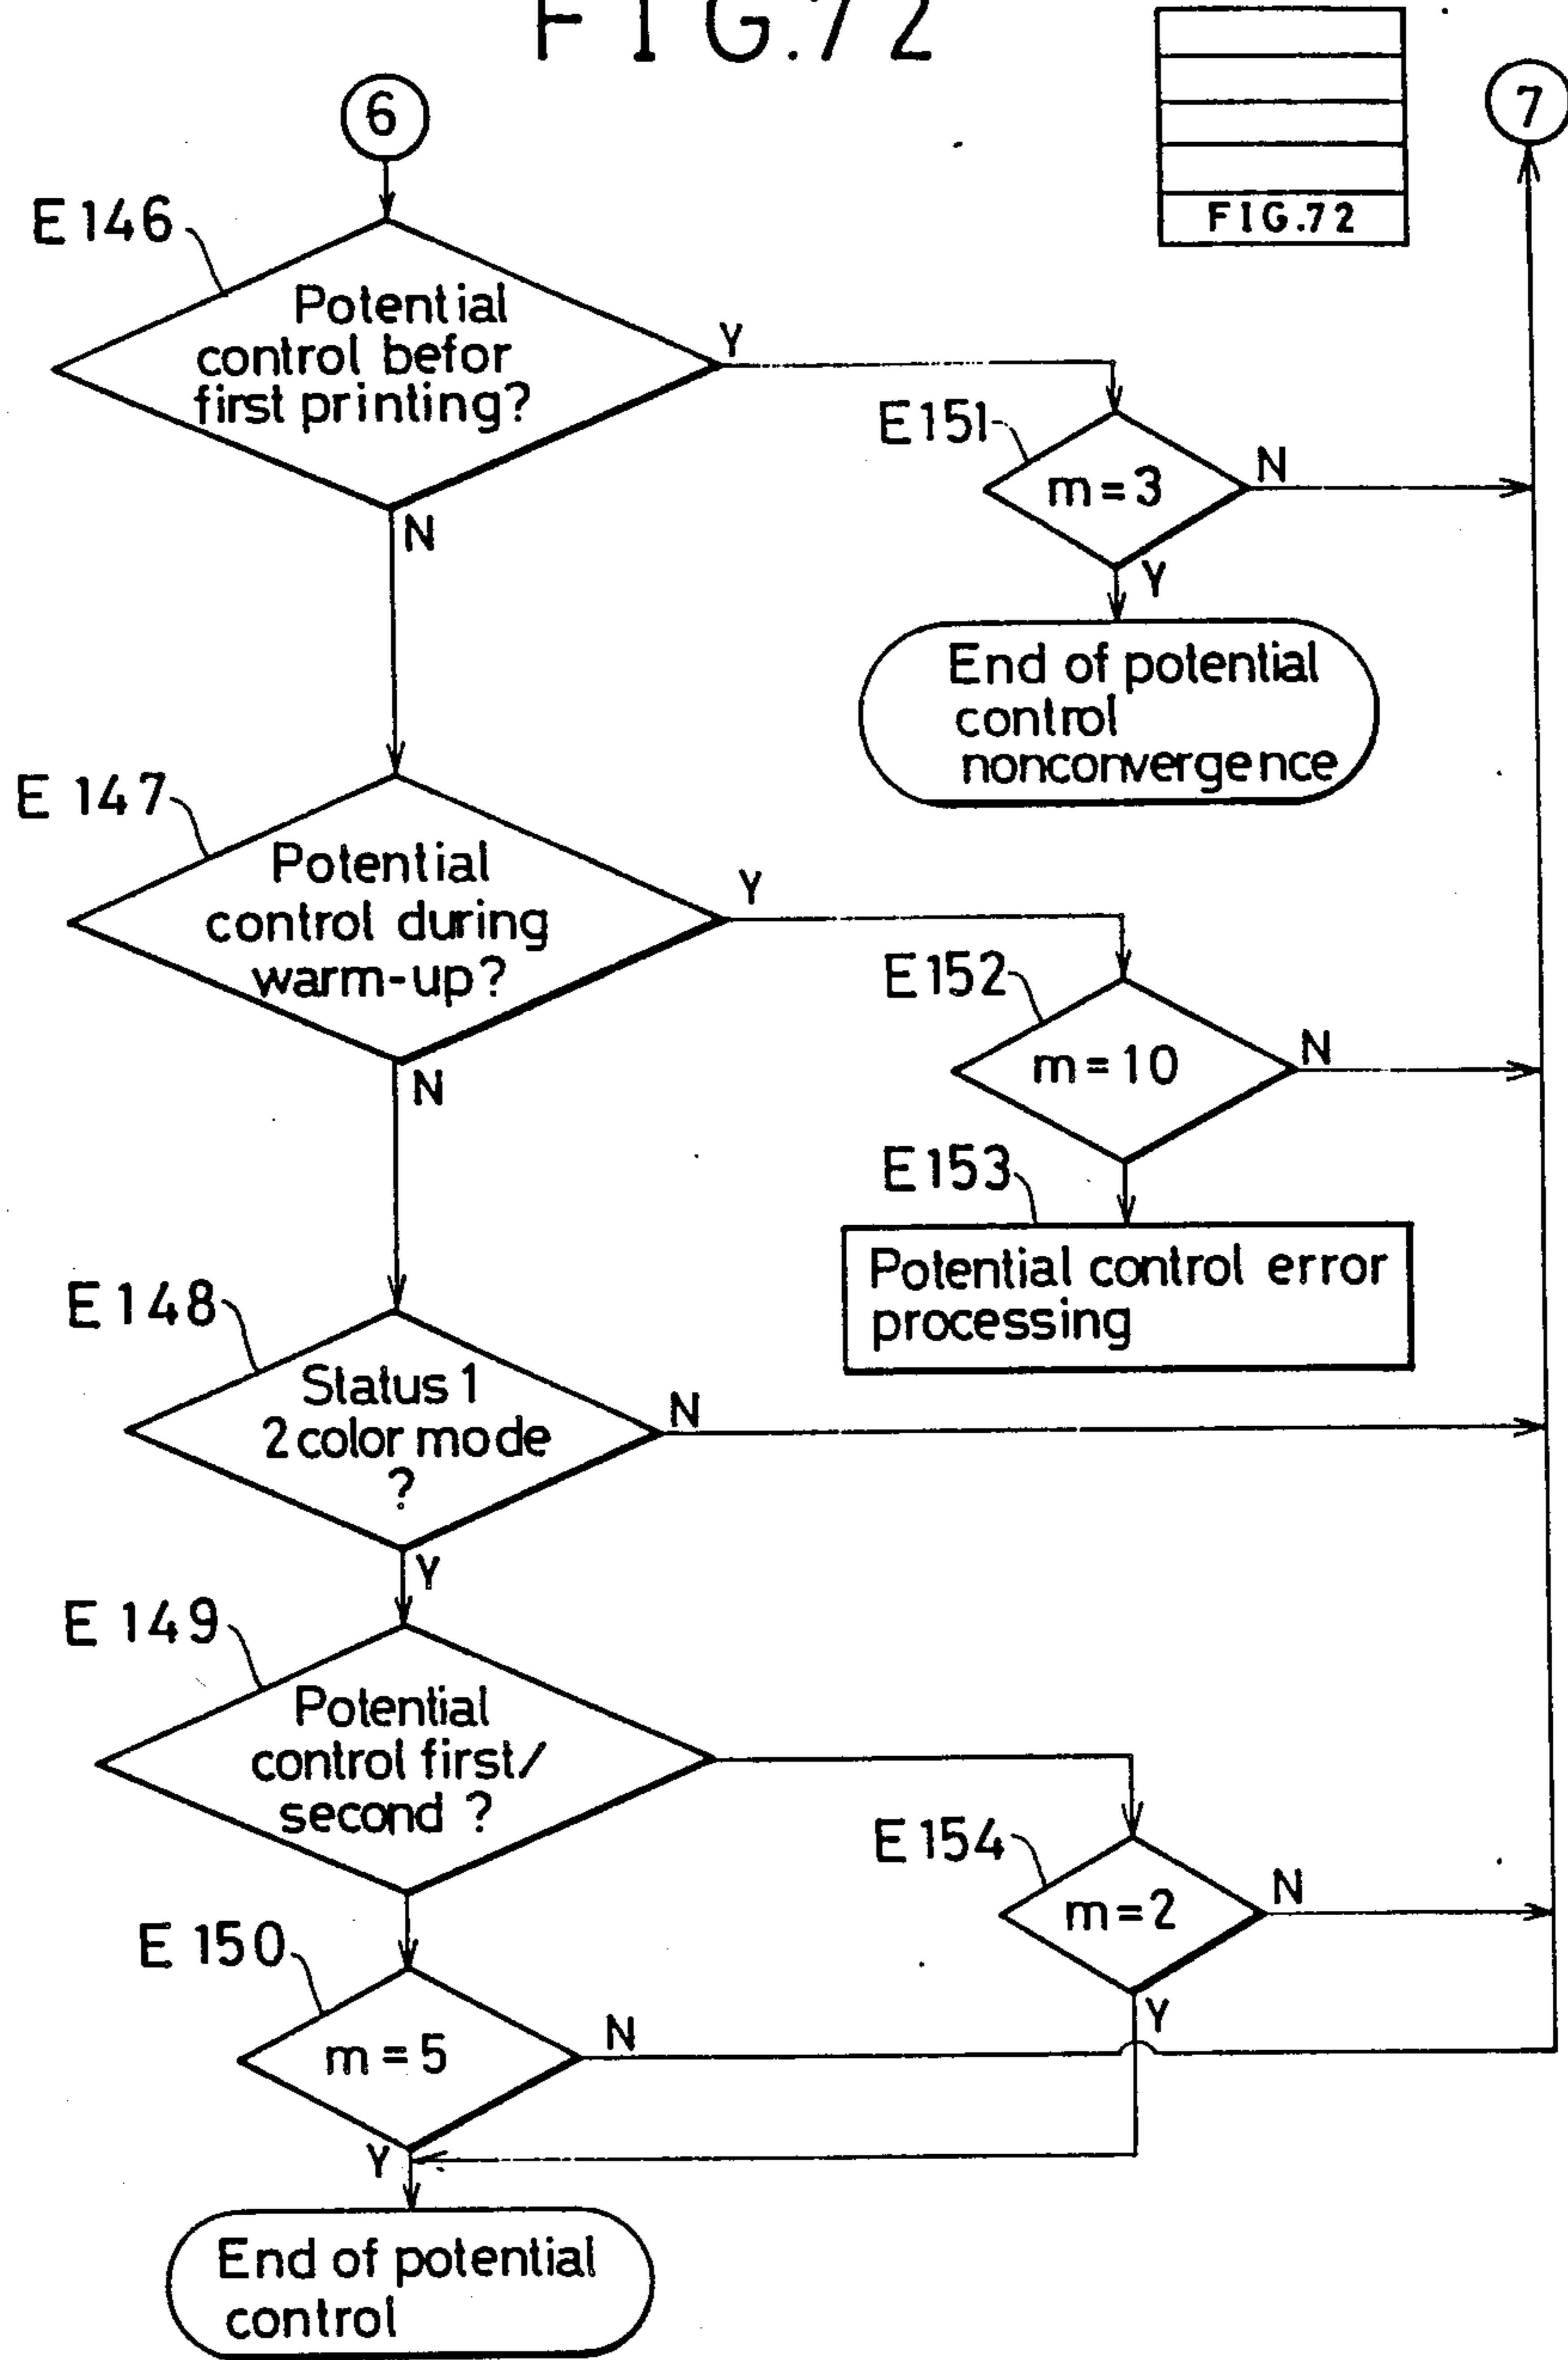 FIG.72
FIG.72
6
7
E146
Potential
control befor
first printing?
Y
N
E151
m=3
N
Y
End of potential
control
nonconvergence
E147
Potential
control during
warm-up?
Y
N
E152
m=10
N
E153
Potential control error
processing
E148
Status 1
2 color mode
?
N
Y
E149
Potential
control first/
second ?
E154
m=2
N
Y
E150
m=5
N
Y
End of potential
control